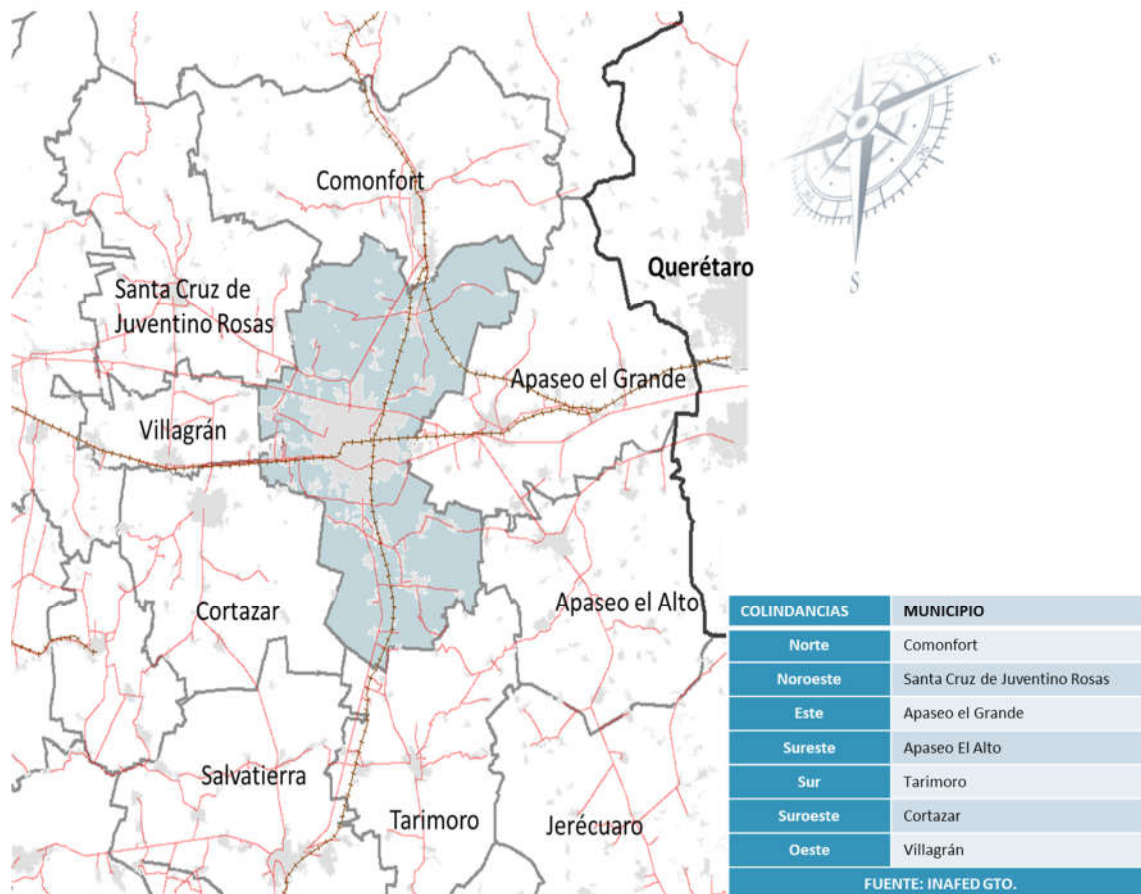 Comonfort
Querétaro
Santa Cruz de
Juventino Rosas
Apaseo el Grande
Villagrán
Cortazar
Apaseo el Alto
Salvatierra
Tarimoro
Jerécuaro
E
S
COLINDANCIAS MUNICIPIO
Norte Comonfort
Noroeste Santa Cruz de Juventino Rosas
Este Apaseo el Grande
Sureste Apaseo El Alto
Sur Tarimoro
Suroeste Cortazar
Oeste Villagrán
FUENTE: INAFED GTO.